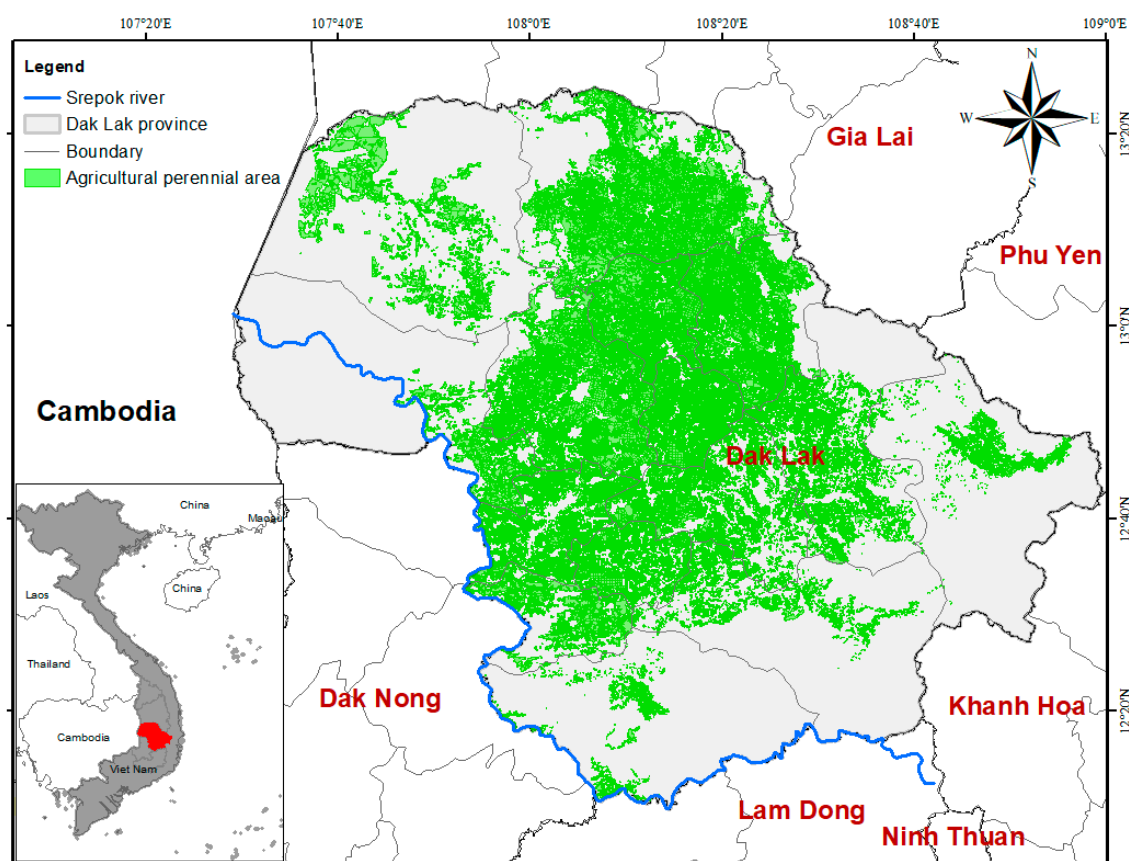 107°20'E 107°40'E 108°0'E 108°20'E 108°40'E 109°0'E
Legend
Srepok river
Dak Lak province
Boundary
Agricultural perennial area
N
W E
S
Gia Lai
13°20'N
Phu Yen
13°0'N
Cambodia
Dak Lak
12°40'N
China
Macau
China
Laos
Thailand
Cambodia
Viet Nam
Dak Nong
Khanh Hoa
12°20'N
Lam Dong
Ninh Thuan